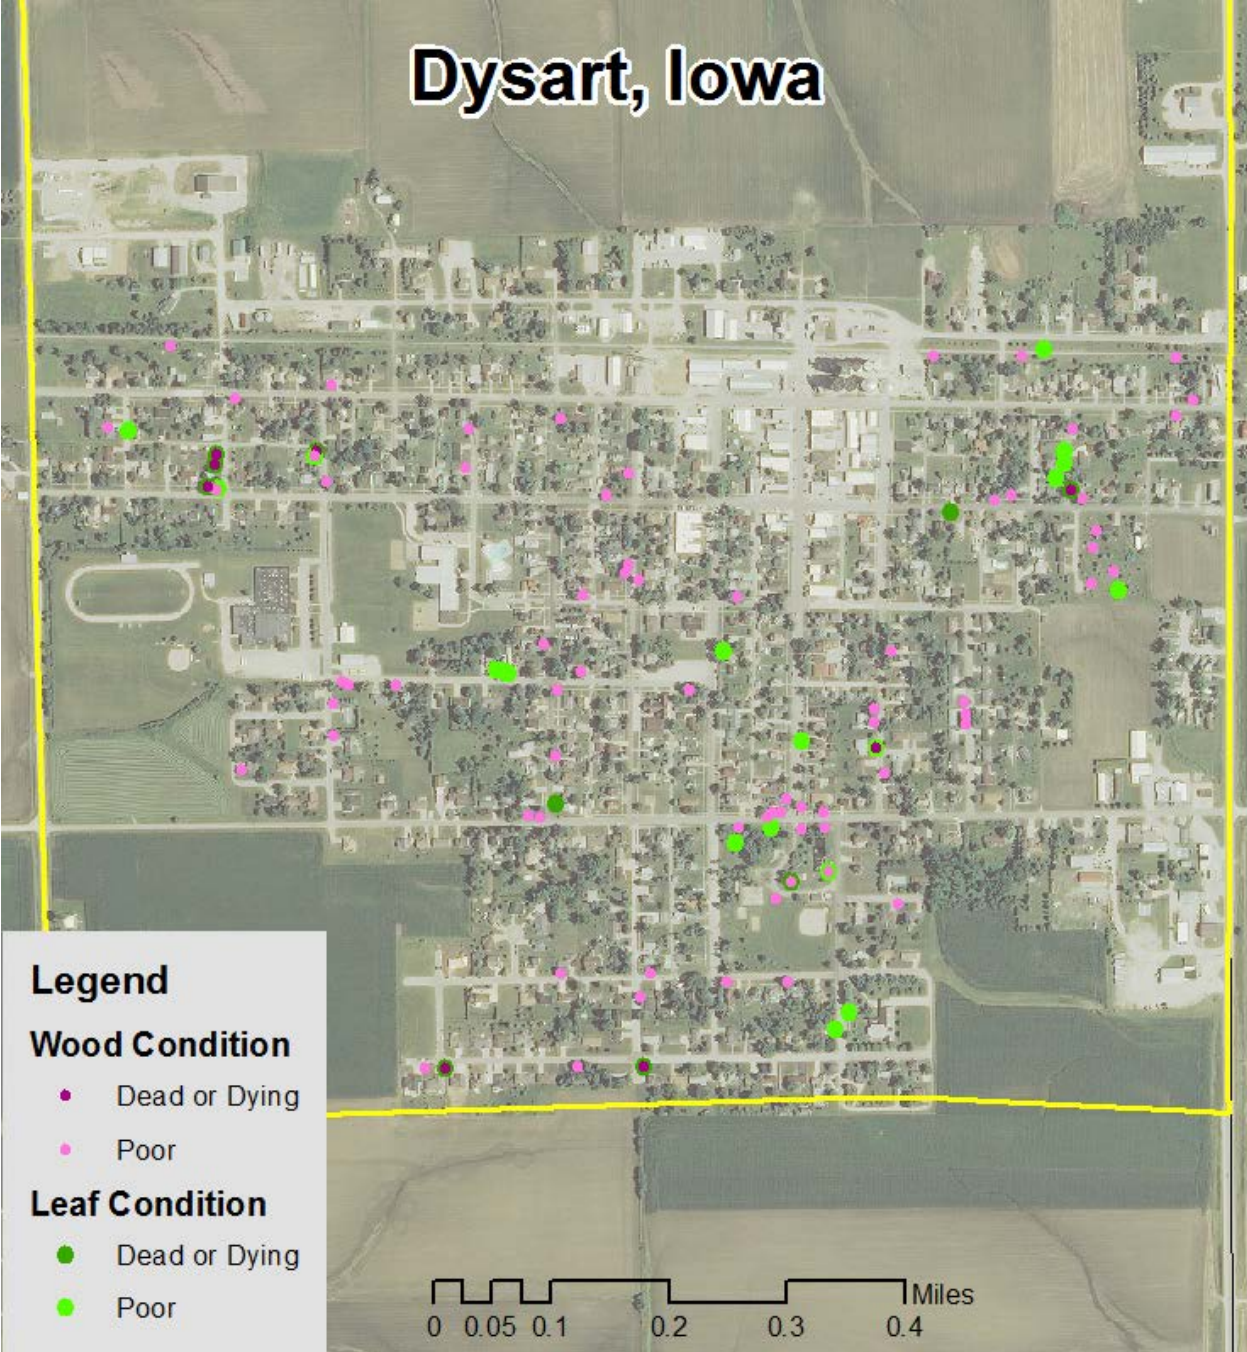 Dysart, Iowa
Legend
Wood Condition
Dead or Dying
Poor
Leaf Condition
Dead or Dying
Poor
Miles
0 0.05 0.1 0.2 0.3 0.4